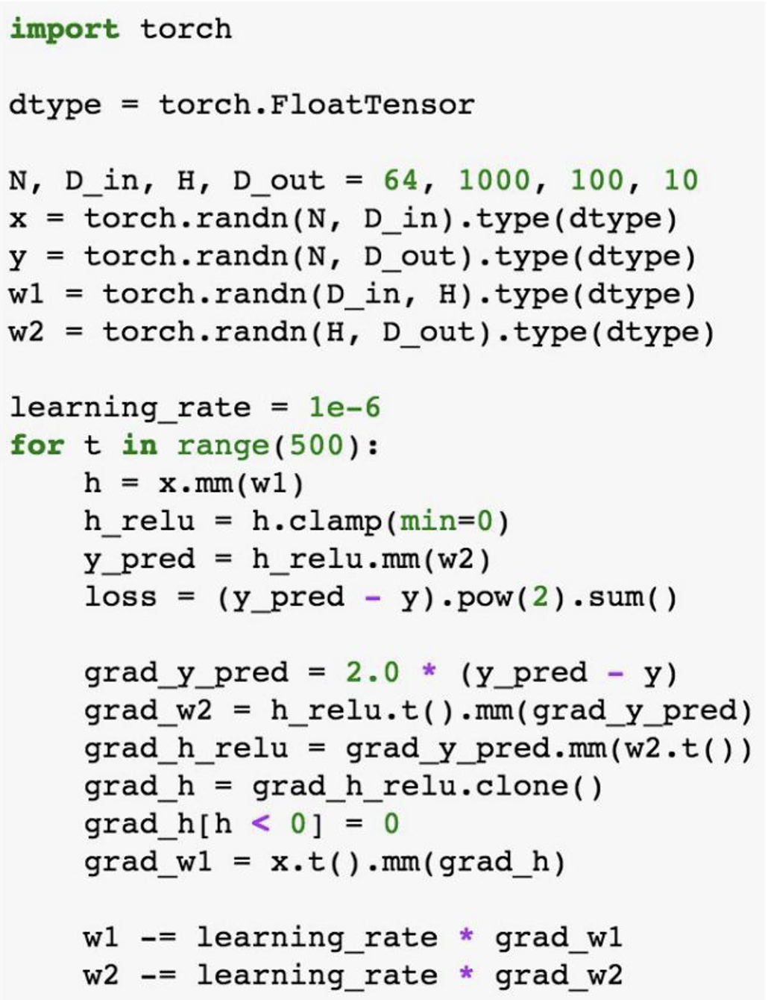 import torch

dtype = torch.FloatTensor

N, D_in, H, D_out = 64, 1000, 100, 10
x = torch.randn(N, D_in).type(dtype)
y = torch.randn(N, D_out).type(dtype)
w1 = torch.randn(D_in, H).type(dtype)
w2 = torch.randn(H, D_out).type(dtype)

learning_rate = 1e-6
for t in range(500):
    h = x.mm(w1)
    h_relu = h.clamp(min=0)
    y_pred = h_relu.mm(w2)
    loss = (y_pred - y).pow(2).sum()

    grad_y_pred = 2.0 * (y_pred - y)
    grad_w2 = h_relu.t().mm(grad_y_pred)
    grad_h_relu = grad_y_pred.mm(w2.t())
    grad_h = grad_h_relu.clone()
    grad_h[h < 0] = 0
    grad_w1 = x.t().mm(grad_h)

    w1 -= learning_rate * grad_w1
    w2 -= learning_rate * grad_w2